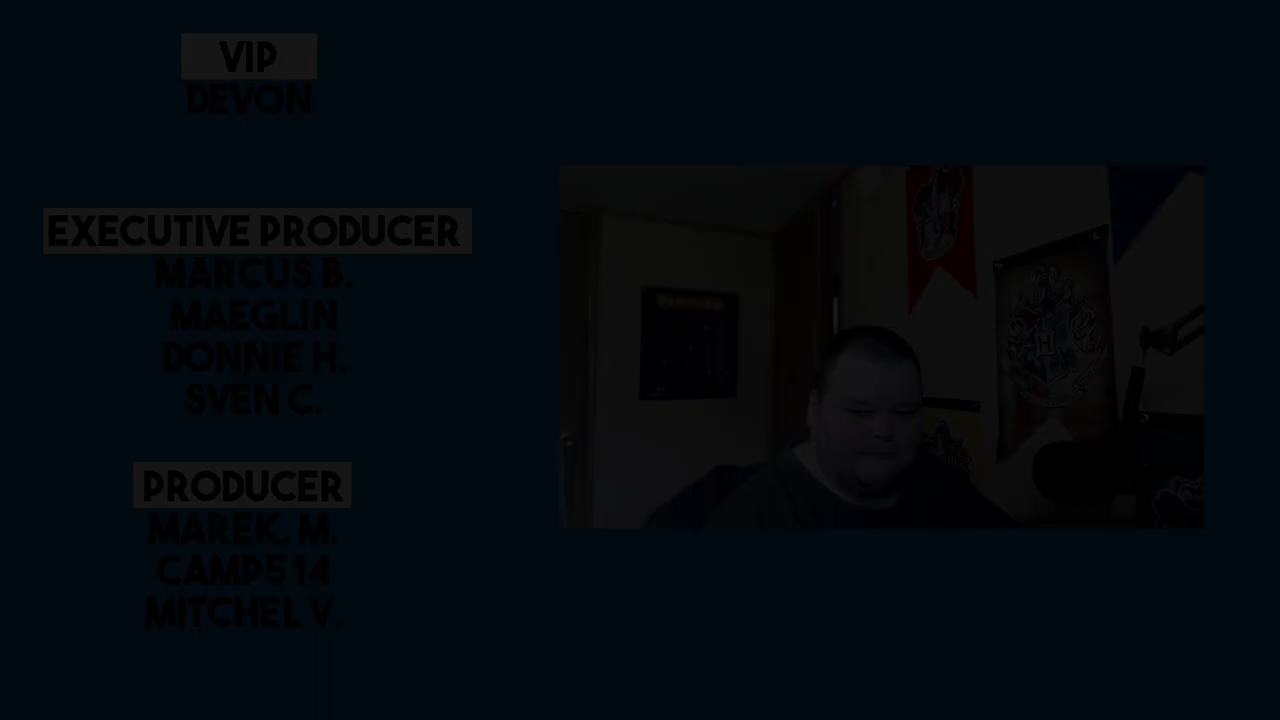 VIP
DEVON
EXECUTIVE PRODUCER
MARCUS B.
MAEGLIN
DONNIE H.
SVEN C.
PRODUCER
MAREK. M.
CAMP514
MITCHEL V.
H